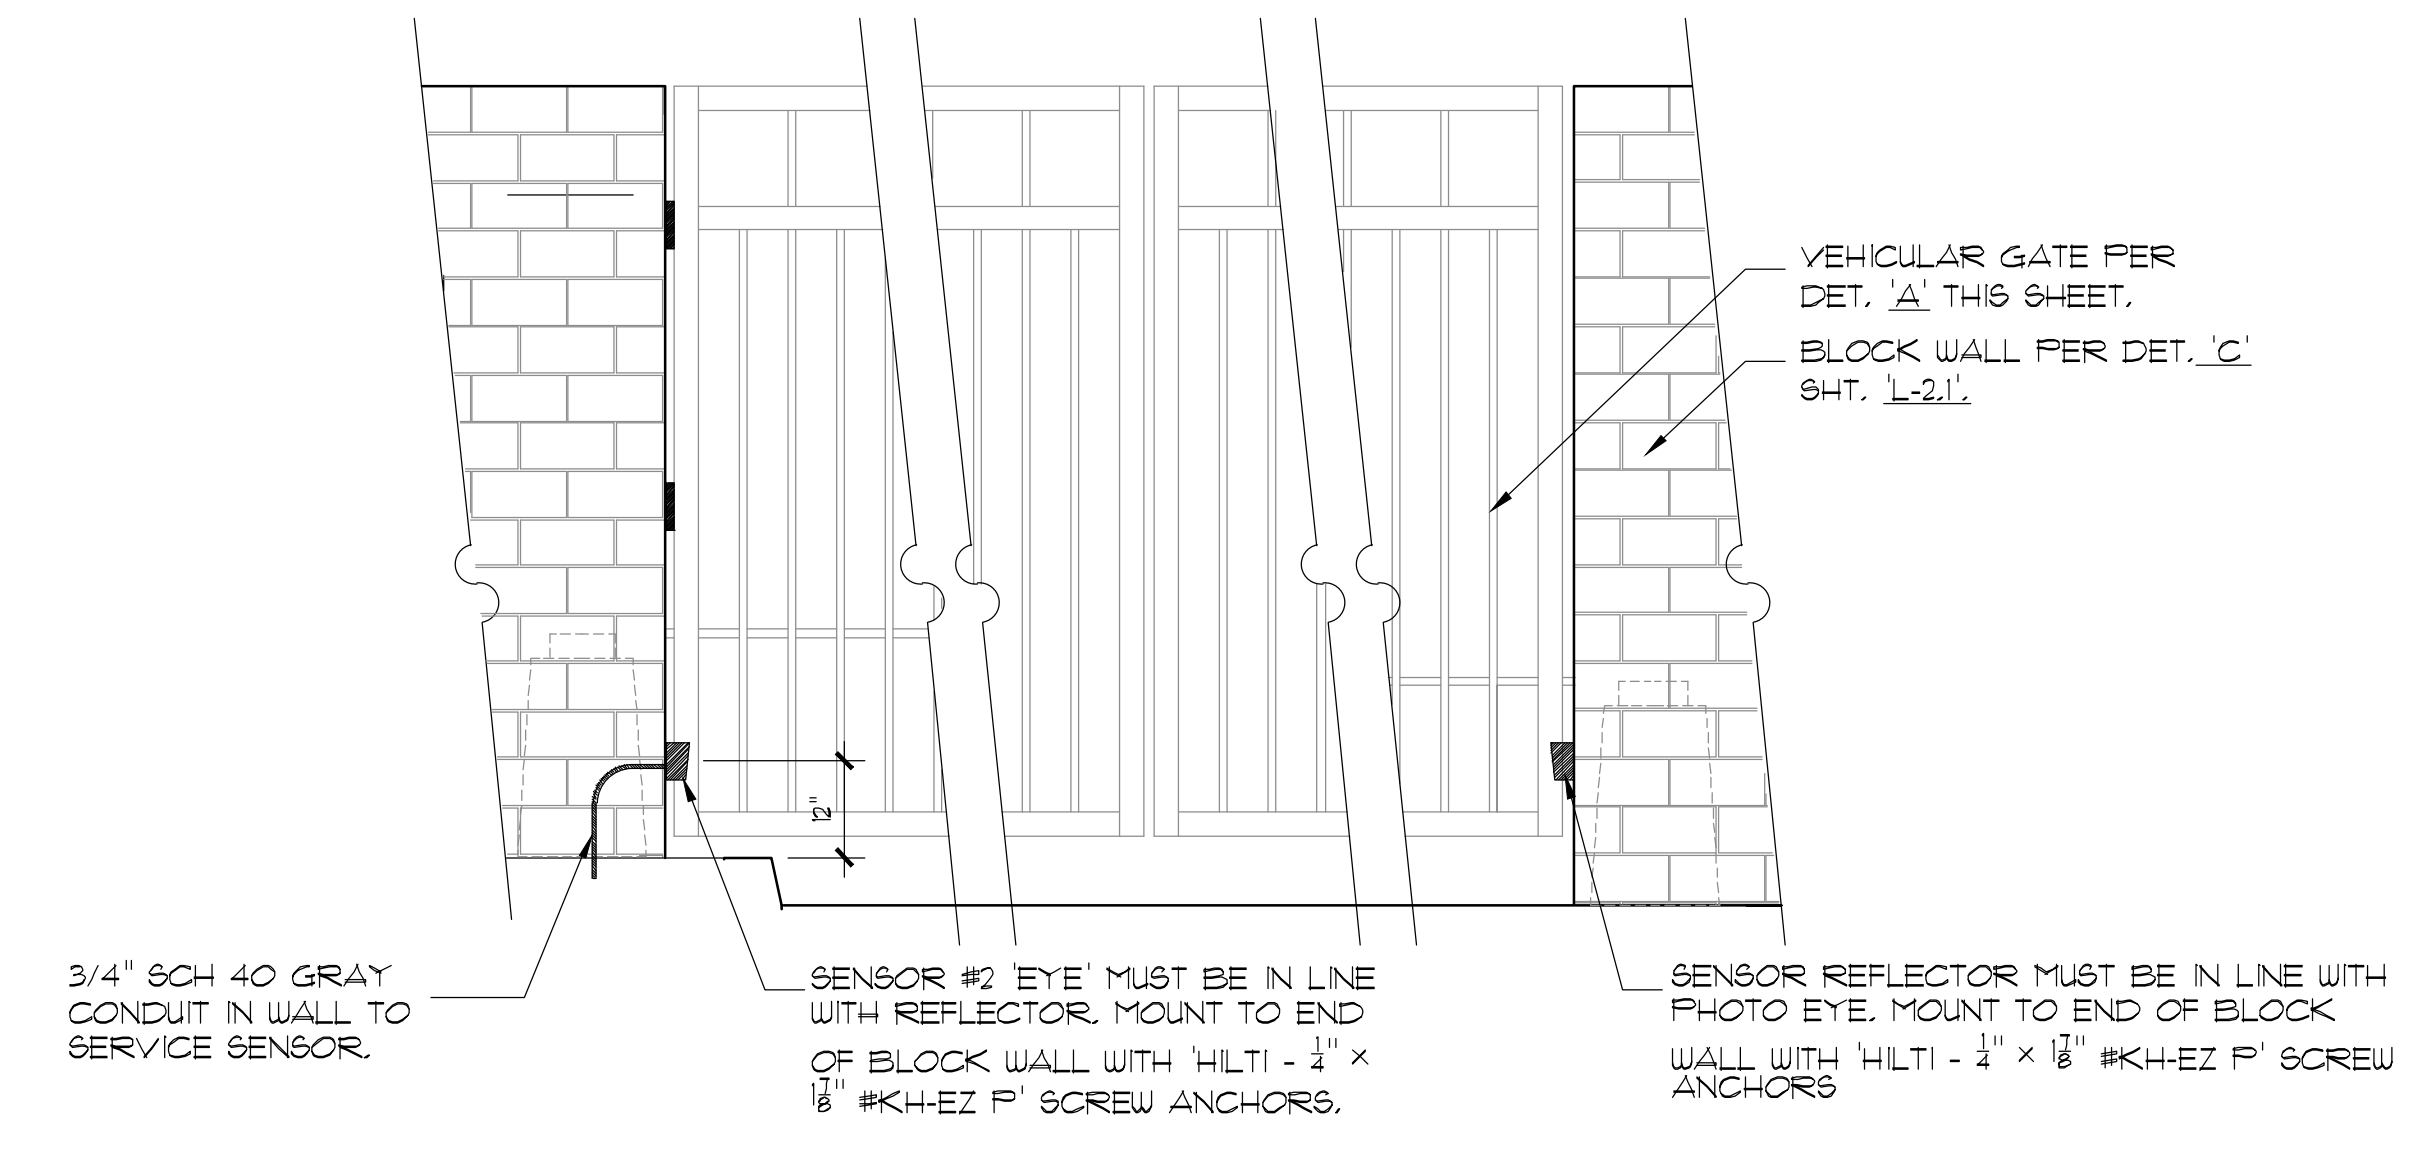 VEHICULAR GATE PER
DET. 'A' THIS SHEET.
BLOCK WALL PER DET. 'C'
SHT. 'L-2.1'.
12"
3/4" SCH 40 GRAY
CONDUIT IN WALL TO
SERVICE SENSOR.
SENSOR #2 'EYE' MUST BE IN LINE
WITH REFLECTOR. MOUNT TO END
OF BLOCK WALL WITH 'HILTI - 1/4" ×
1 7/8" #KH-EZ P' SCREW ANCHORS.
SENSOR REFLECTOR MUST BE IN LINE WITH
PHOTO EYE. MOUNT TO END OF BLOCK
WALL WITH 'HILTI - 1/4" × 1 7/8" #KH-EZ P' SCREW
ANCHORS